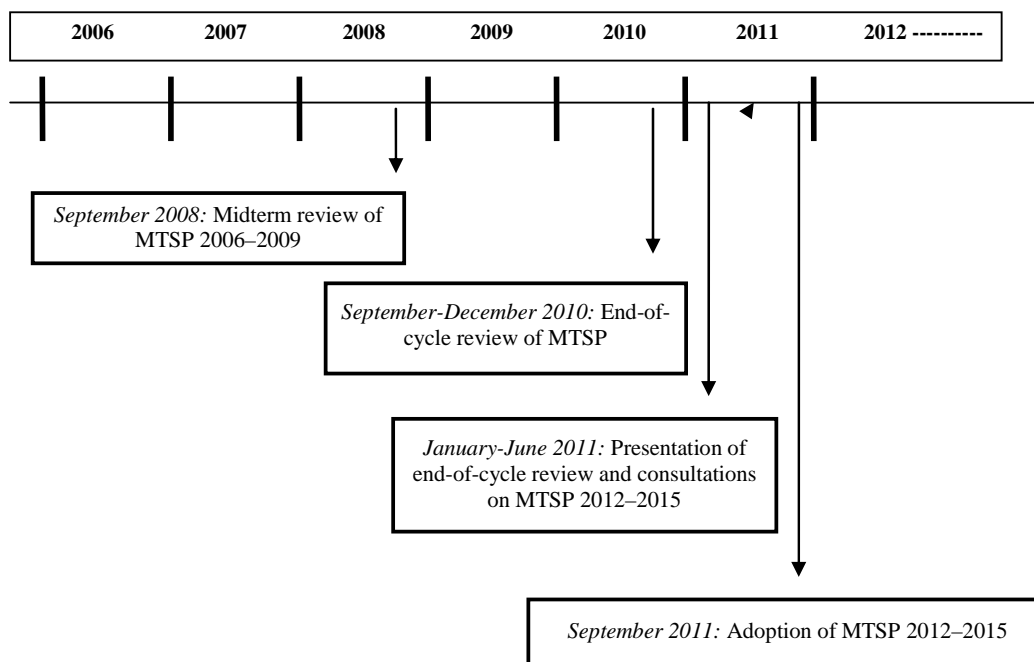 2006 2007 2008 2009 2010 2011 2012 ----------
September 2008: Midterm review of
MTSP 2006–2009
September-December 2010: End-of-
cycle review of MTSP
January-June 2011: Presentation of
end-of-cycle review and consultations
on MTSP 2012–2015
September 2011: Adoption of MTSP 2012–2015